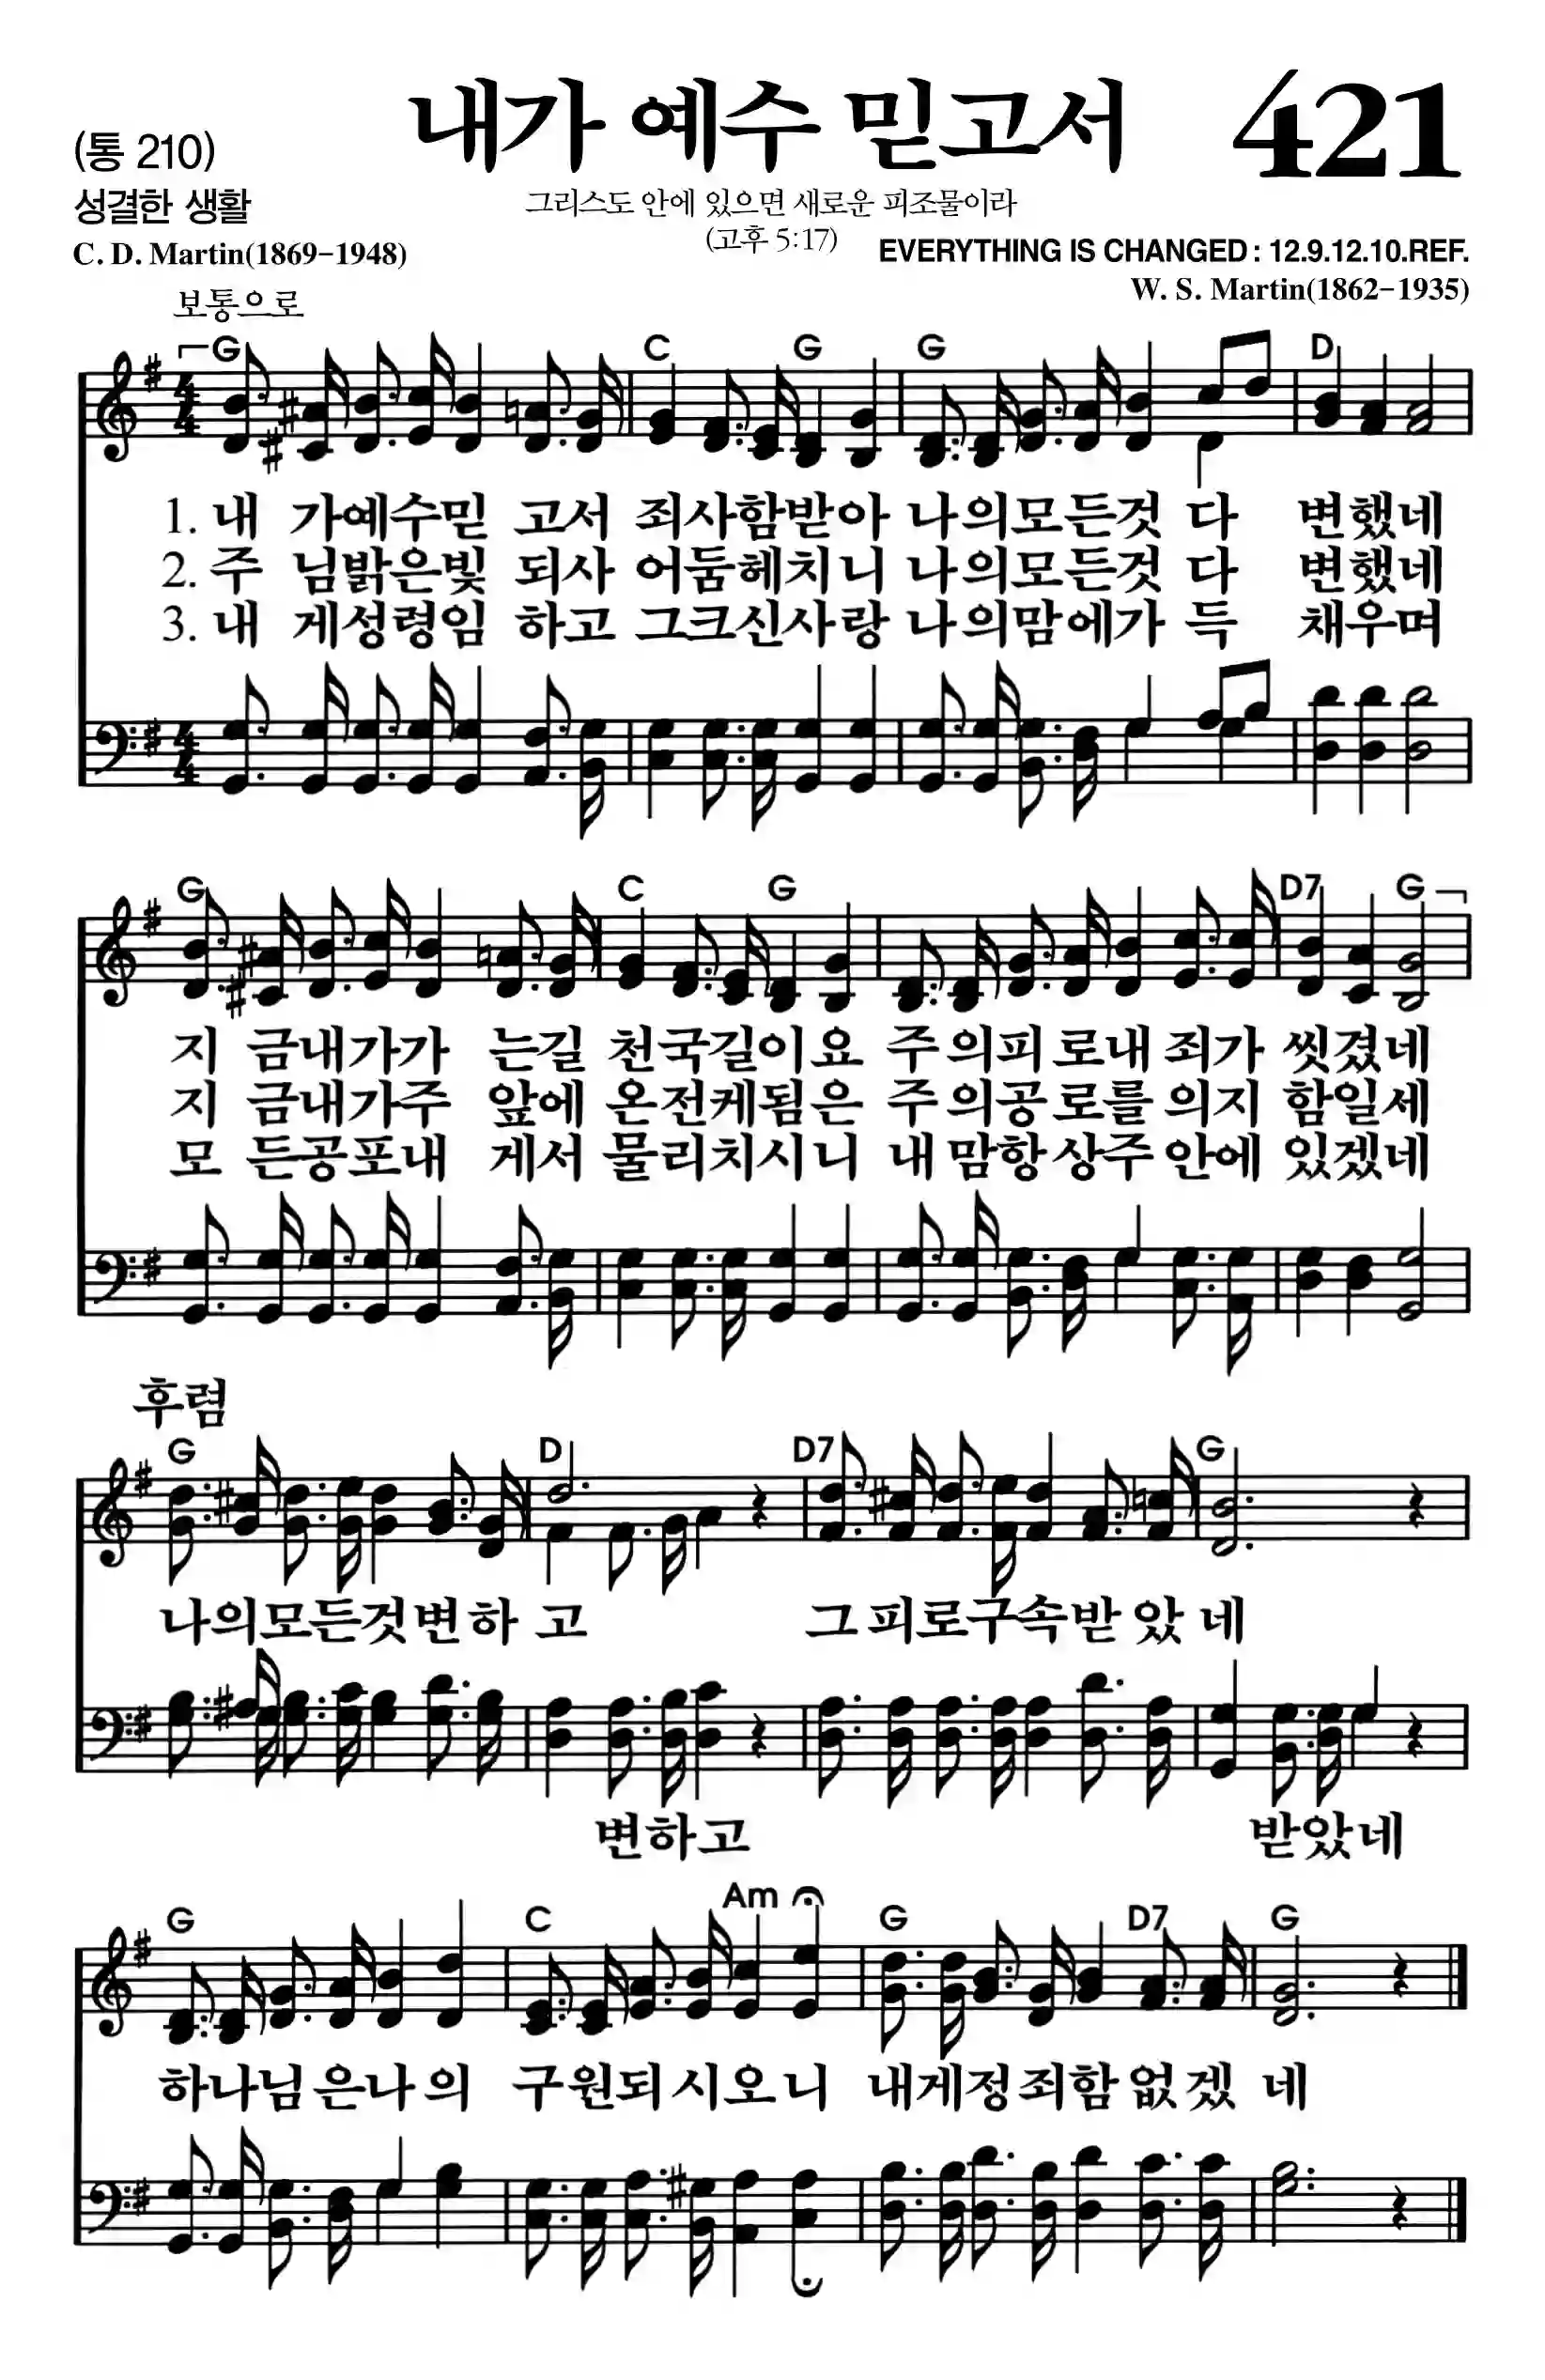 내가 예수 믿고서 421
(통 210)
성결한 생활
그리스도 안에 있으면 새로운 피조물이라
(고후 5:17)
C. D. Martin(1869-1948)
EVERYTHING IS CHANGED : 12.9.12.10.REF.
W. S. Martin(1862-1935)
보통으로
G C G G D
1. 내 가예수믿 고서 죄사함받아 나의모든것 다 변했네
2. 주 님밝은빛 되사 어둠헤치니 나의모든것 다 변했네
3. 내 게성령임 하고 그크신사랑 나의맘에가 득 채우며
G C G D7 G
지 금내가가 는길 천국길이요 주의피로내죄가 씻겼네
지 금내가주 앞에 온전케됨은 주의공로를의지 함일세
모 든공포내 게서 물리치시니 내맘항상주안에 있겠네
후렴
G D D7 G
나의모든것변하 고 그피로구속받았 네
변하고 받았네
G C Am G D7 G
하나님은나의 구원되시오니 내게정죄함없겠 네